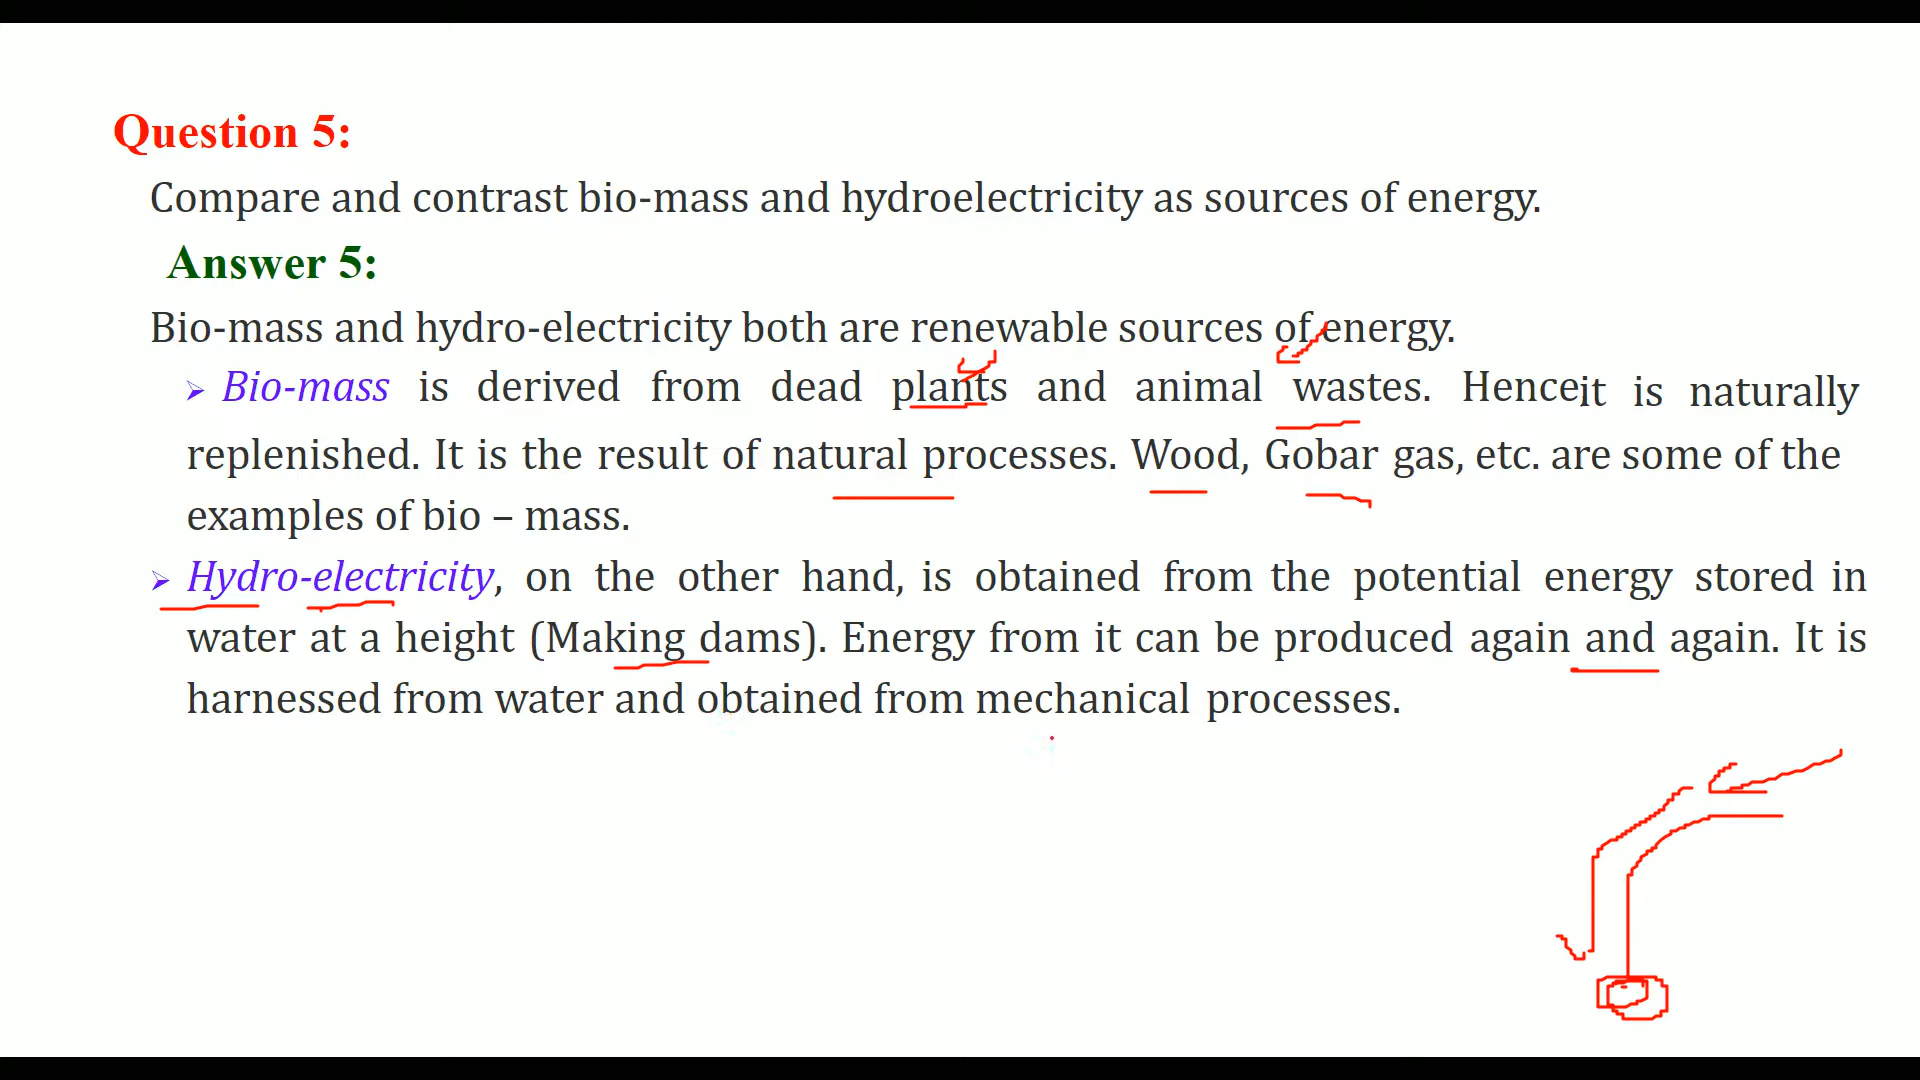 Question 5:
Compare and contrast bio-mass and hydroelectricity as sources of energy.
Answer 5:
Bio-mass and hydro-electricity both are renewable sources of energy.
➢ Bio-mass is derived from dead plants and animal wastes. Hence, it is naturally
replenished. It is the result of natural processes. Wood, Gobar gas, etc. are some of the
examples of bio – mass.
➢ Hydro-electricity, on the other hand, is obtained from the potential energy stored in
water at a height (Making dams). Energy from it can be produced again and again. It is
harnessed from water and obtained from mechanical processes.